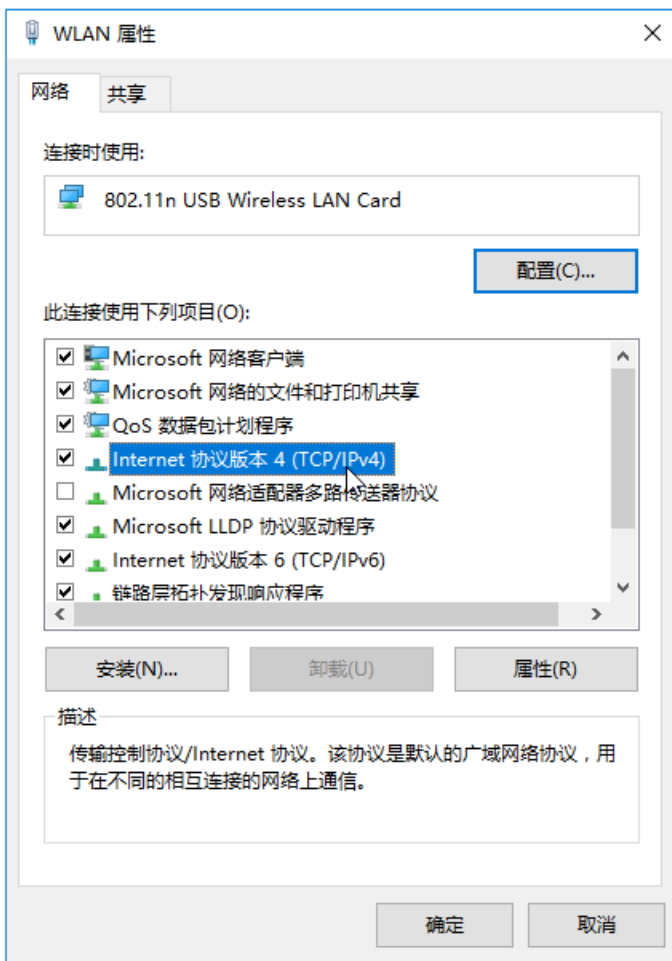 WLAN 属性
网络 共享
连接时使用:
802.11n USB Wireless LAN Card
配置(C)...
此连接使用下列项目(O):
Microsoft 网络客户端
Microsoft 网络的文件和打印机共享
QoS 数据包计划程序
Internet 协议版本 4 (TCP/IPv4)
Microsoft 网络适配器多路传送器协议
Microsoft LLDP 协议驱动程序
Internet 协议版本 6 (TCP/IPv6)
链路层拓扑发现响应程序
安装(N)... 卸载(U) 属性(R)
描述
传输控制协议/Internet 协议。该协议是默认的广域网络协议，用
于在不同的相互连接的网络上通信。
确定 取消